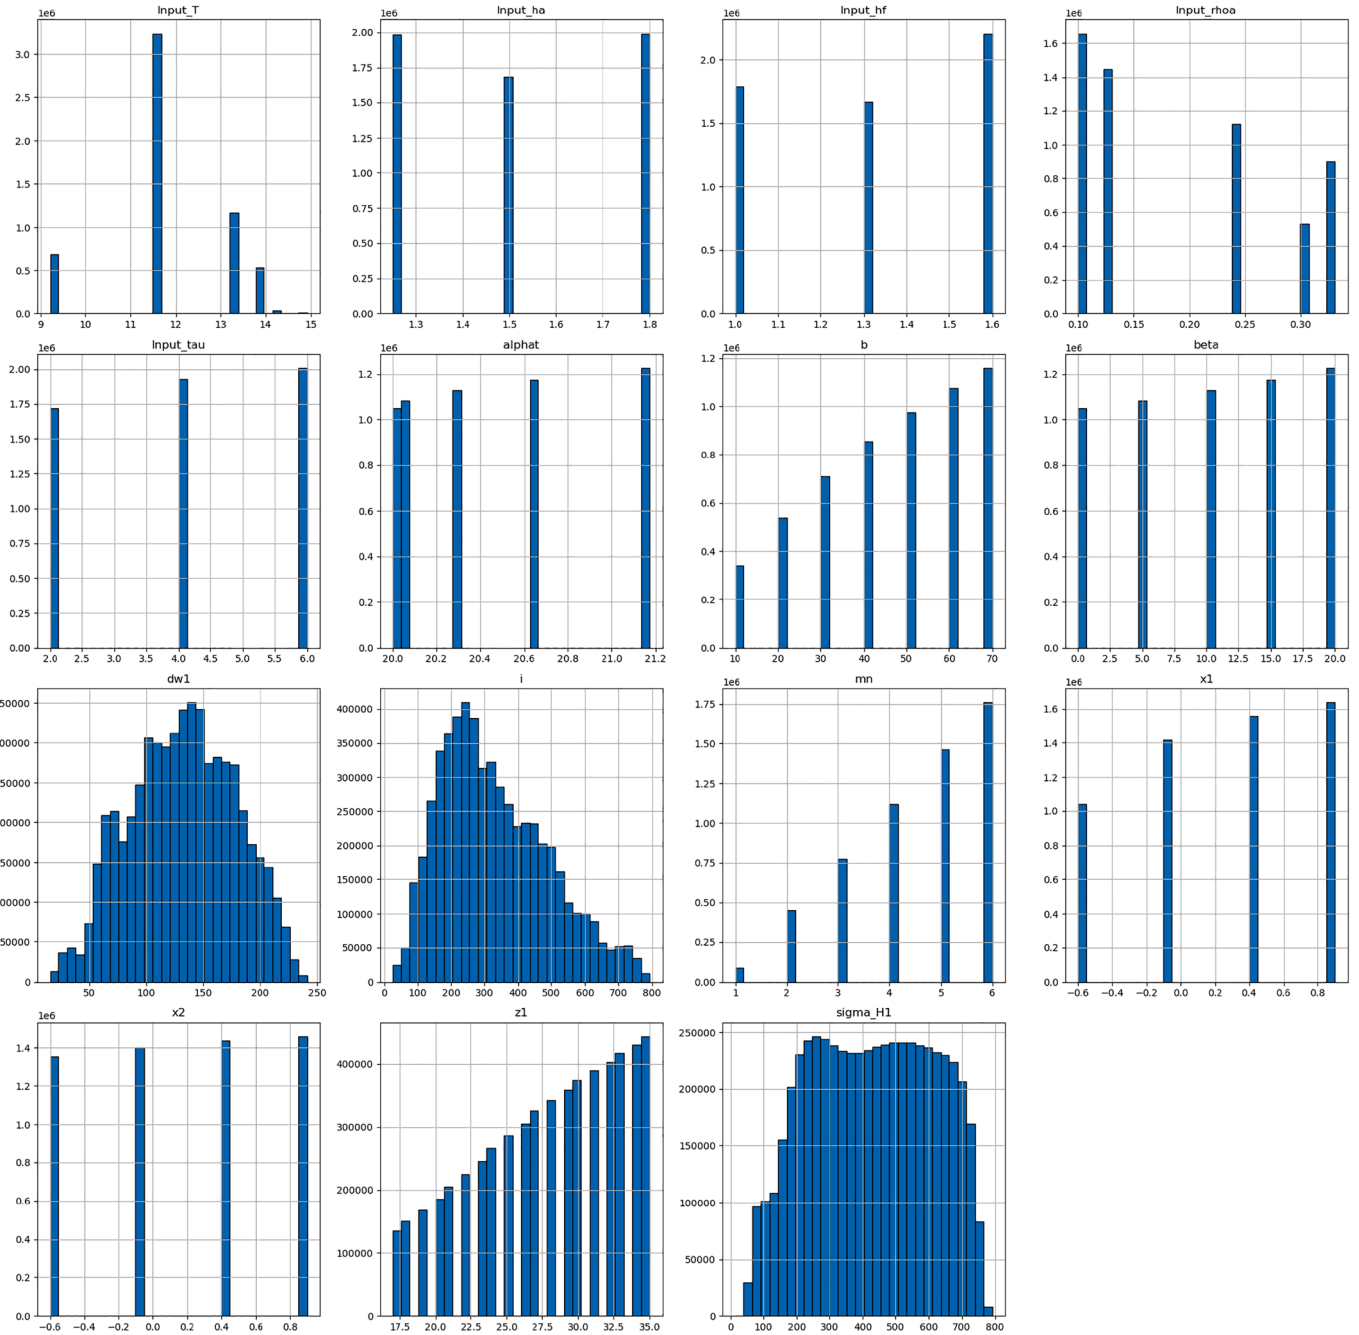 Input_T
1e6
3.0
2.5
2.0
1.5
1.0
0.5
0.0
9 10 11 12 13 14 15
Input_ha
1e6
2.00
1.75
1.50
1.25
1.00
0.75
0.50
0.25
0.00
1.3 1.4 1.5 1.6 1.7 1.8
Input_hf
1e6
2.0
1.5
1.0
0.5
0.0
1.0 1.1 1.2 1.3 1.4 1.5 1.6
Input_rhoa
1e6
1.6
1.4
1.2
1.0
0.8
0.6
0.4
0.2
0.0
0.10 0.15 0.20 0.25 0.30
Input_tau
1e6
2.00
1.75
1.50
1.25
1.00
0.75
0.50
0.25
0.00
2.0 2.5 3.0 3.5 4.0 4.5 5.0 5.5 6.0
alphat
1e6
1.2
1.0
0.8
0.6
0.4
0.2
0.0
20.0 20.2 20.4 20.6 20.8 21.0 21.2
b
1e6
1.2
1.0
0.8
0.6
0.4
0.2
0.0
10 20 30 40 50 60 70
beta
1e6
1.2
1.0
0.8
0.6
0.4
0.2
0.0
0.0 2.5 5.0 7.5 10.0 12.5 15.0 17.5 20.0
dw1
50000
00000
50000
00000
50000
00000
50000
0
50 100 150 200 250
i
400000
350000
300000
250000
200000
150000
100000
50000
0
0 100 200 300 400 500 600 700 800
mn
1e6
1.75
1.50
1.25
1.00
0.75
0.50
0.25
0.00
1 2 3 4 5 6
x1
1e6
1.6
1.4
1.2
1.0
0.8
0.6
0.4
0.2
0.0
−0.6 −0.4 −0.2 0.0 0.2 0.4 0.6 0.8
x2
1e6
1.4
1.2
1.0
0.8
0.6
0.4
0.2
0.0
−0.6 −0.4 −0.2 0.0 0.2 0.4 0.6 0.8
z1
400000
300000
200000
100000
0
17.5 20.0 22.5 25.0 27.5 30.0 32.5 35.0
sigma_H1
250000
200000
150000
100000
50000
0
0 100 200 300 400 500 600 700 800